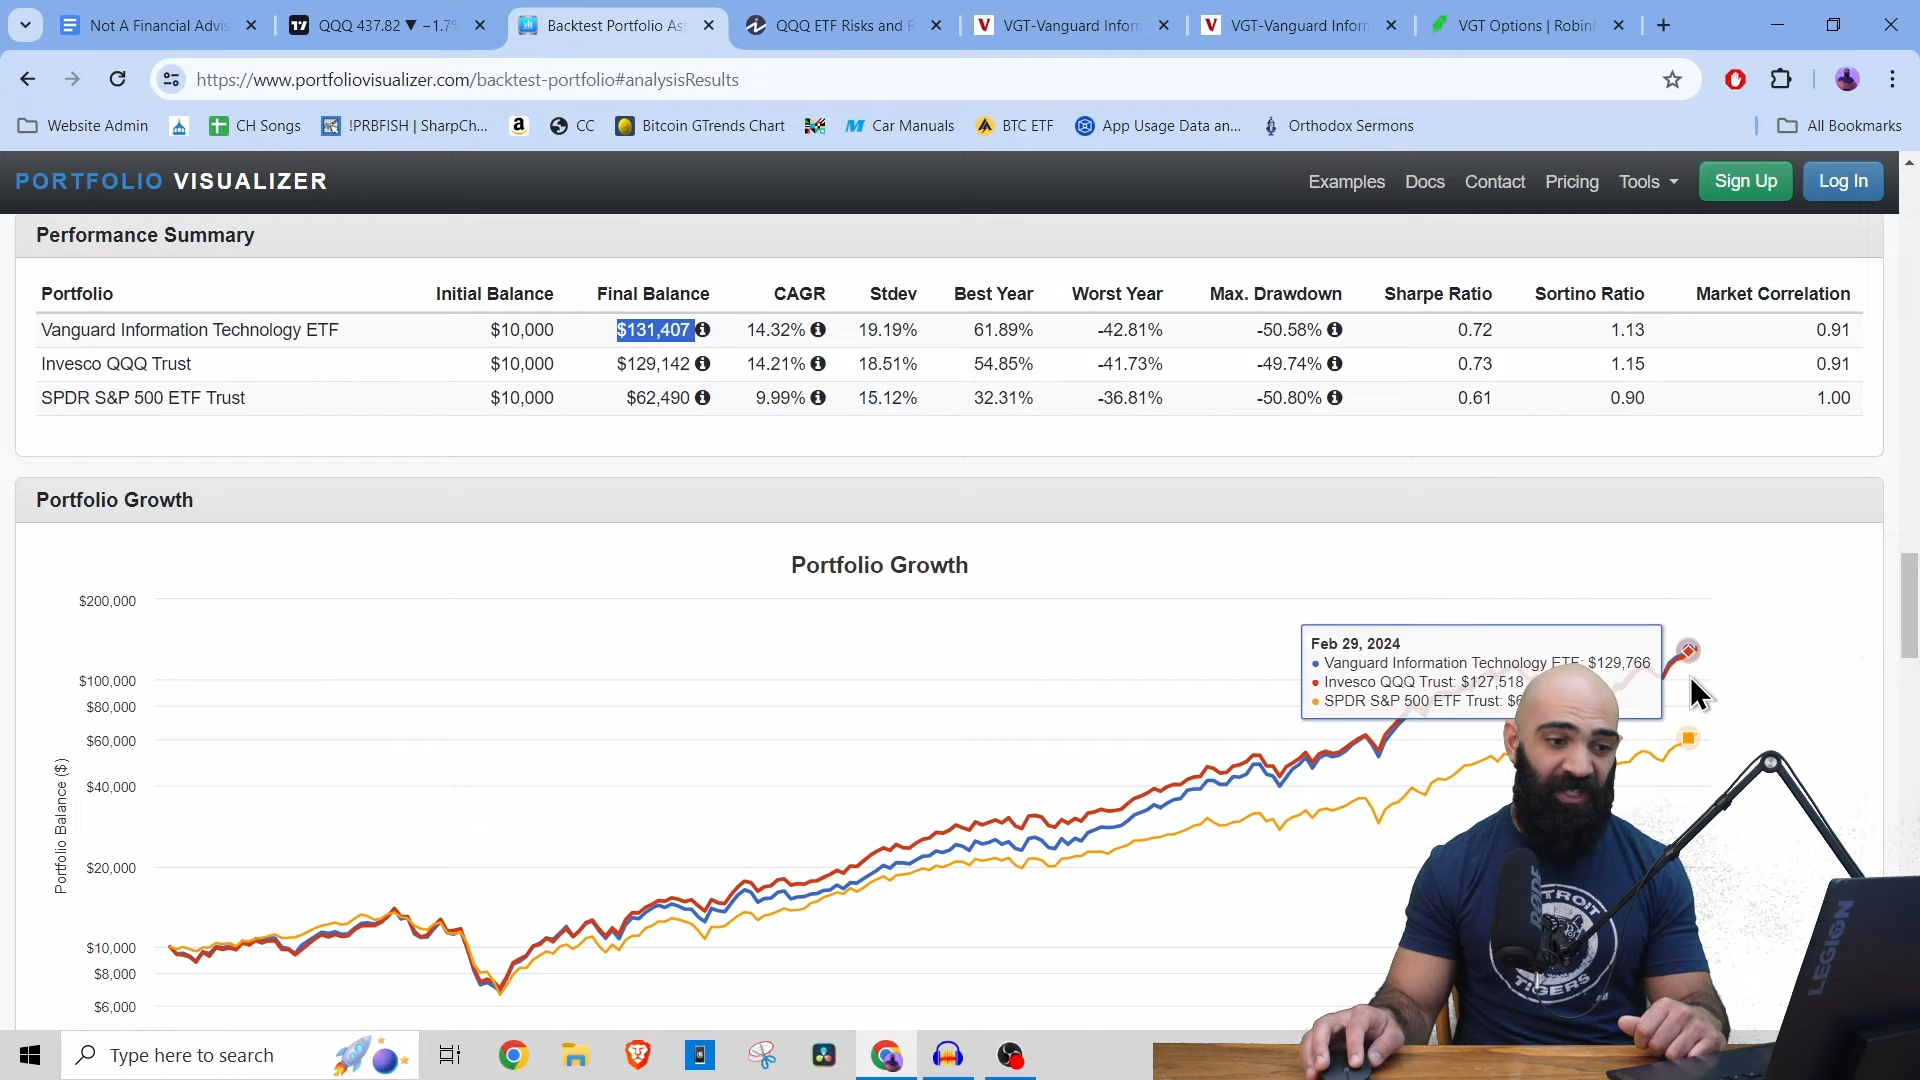 Not A Financial Advis
QQQ 437.82 ▼ −1.7%
Backtest Portfolio Ass
QQQ ETF Risks and R
VGT-Vanguard Inform
VGT-Vanguard Inform
VGT Options | Robinh
https://www.portfoliovisualizer.com/backtest-portfolio#analysisResults
Website Admin
CH Songs
!PRBFISH | SharpCh...
CC
Bitcoin GTrends Chart
Car Manuals
BTC ETF
App Usage Data an...
Orthodox Sermons
All Bookmarks
PORTFOLIO VISUALIZER
Examples Docs Contact Pricing Tools Sign Up Log In
Performance Summary
Portfolio Initial Balance Final Balance CAGR Stdev Best Year Worst Year Max. Drawdown Sharpe Ratio Sortino Ratio Market Correlation
Vanguard Information Technology ETF $10,000 $131,407 14.32% 19.19% 61.89% -42.81% -50.58% 0.72 1.13 0.91
Invesco QQQ Trust $10,000 $129,142 14.21% 18.51% 54.85% -41.73% -49.74% 0.73 1.15 0.91
SPDR S&P 500 ETF Trust $10,000 $62,490 9.99% 15.12% 32.31% -36.81% -50.80% 0.61 0.90 1.00
Portfolio Growth
Portfolio Growth
$200,000
$100,000
$80,000
$60,000
$40,000
$20,000
$10,000
$8,000
$6,000
Portfolio Balance ($)
Feb 29, 2024
Vanguard Information Technology ETF: $129,766
Invesco QQQ Trust: $127,518
SPDR S&P 500 ETF Trust: $6
RODE
TROIT
TIGERS
LEGION
Type here to search